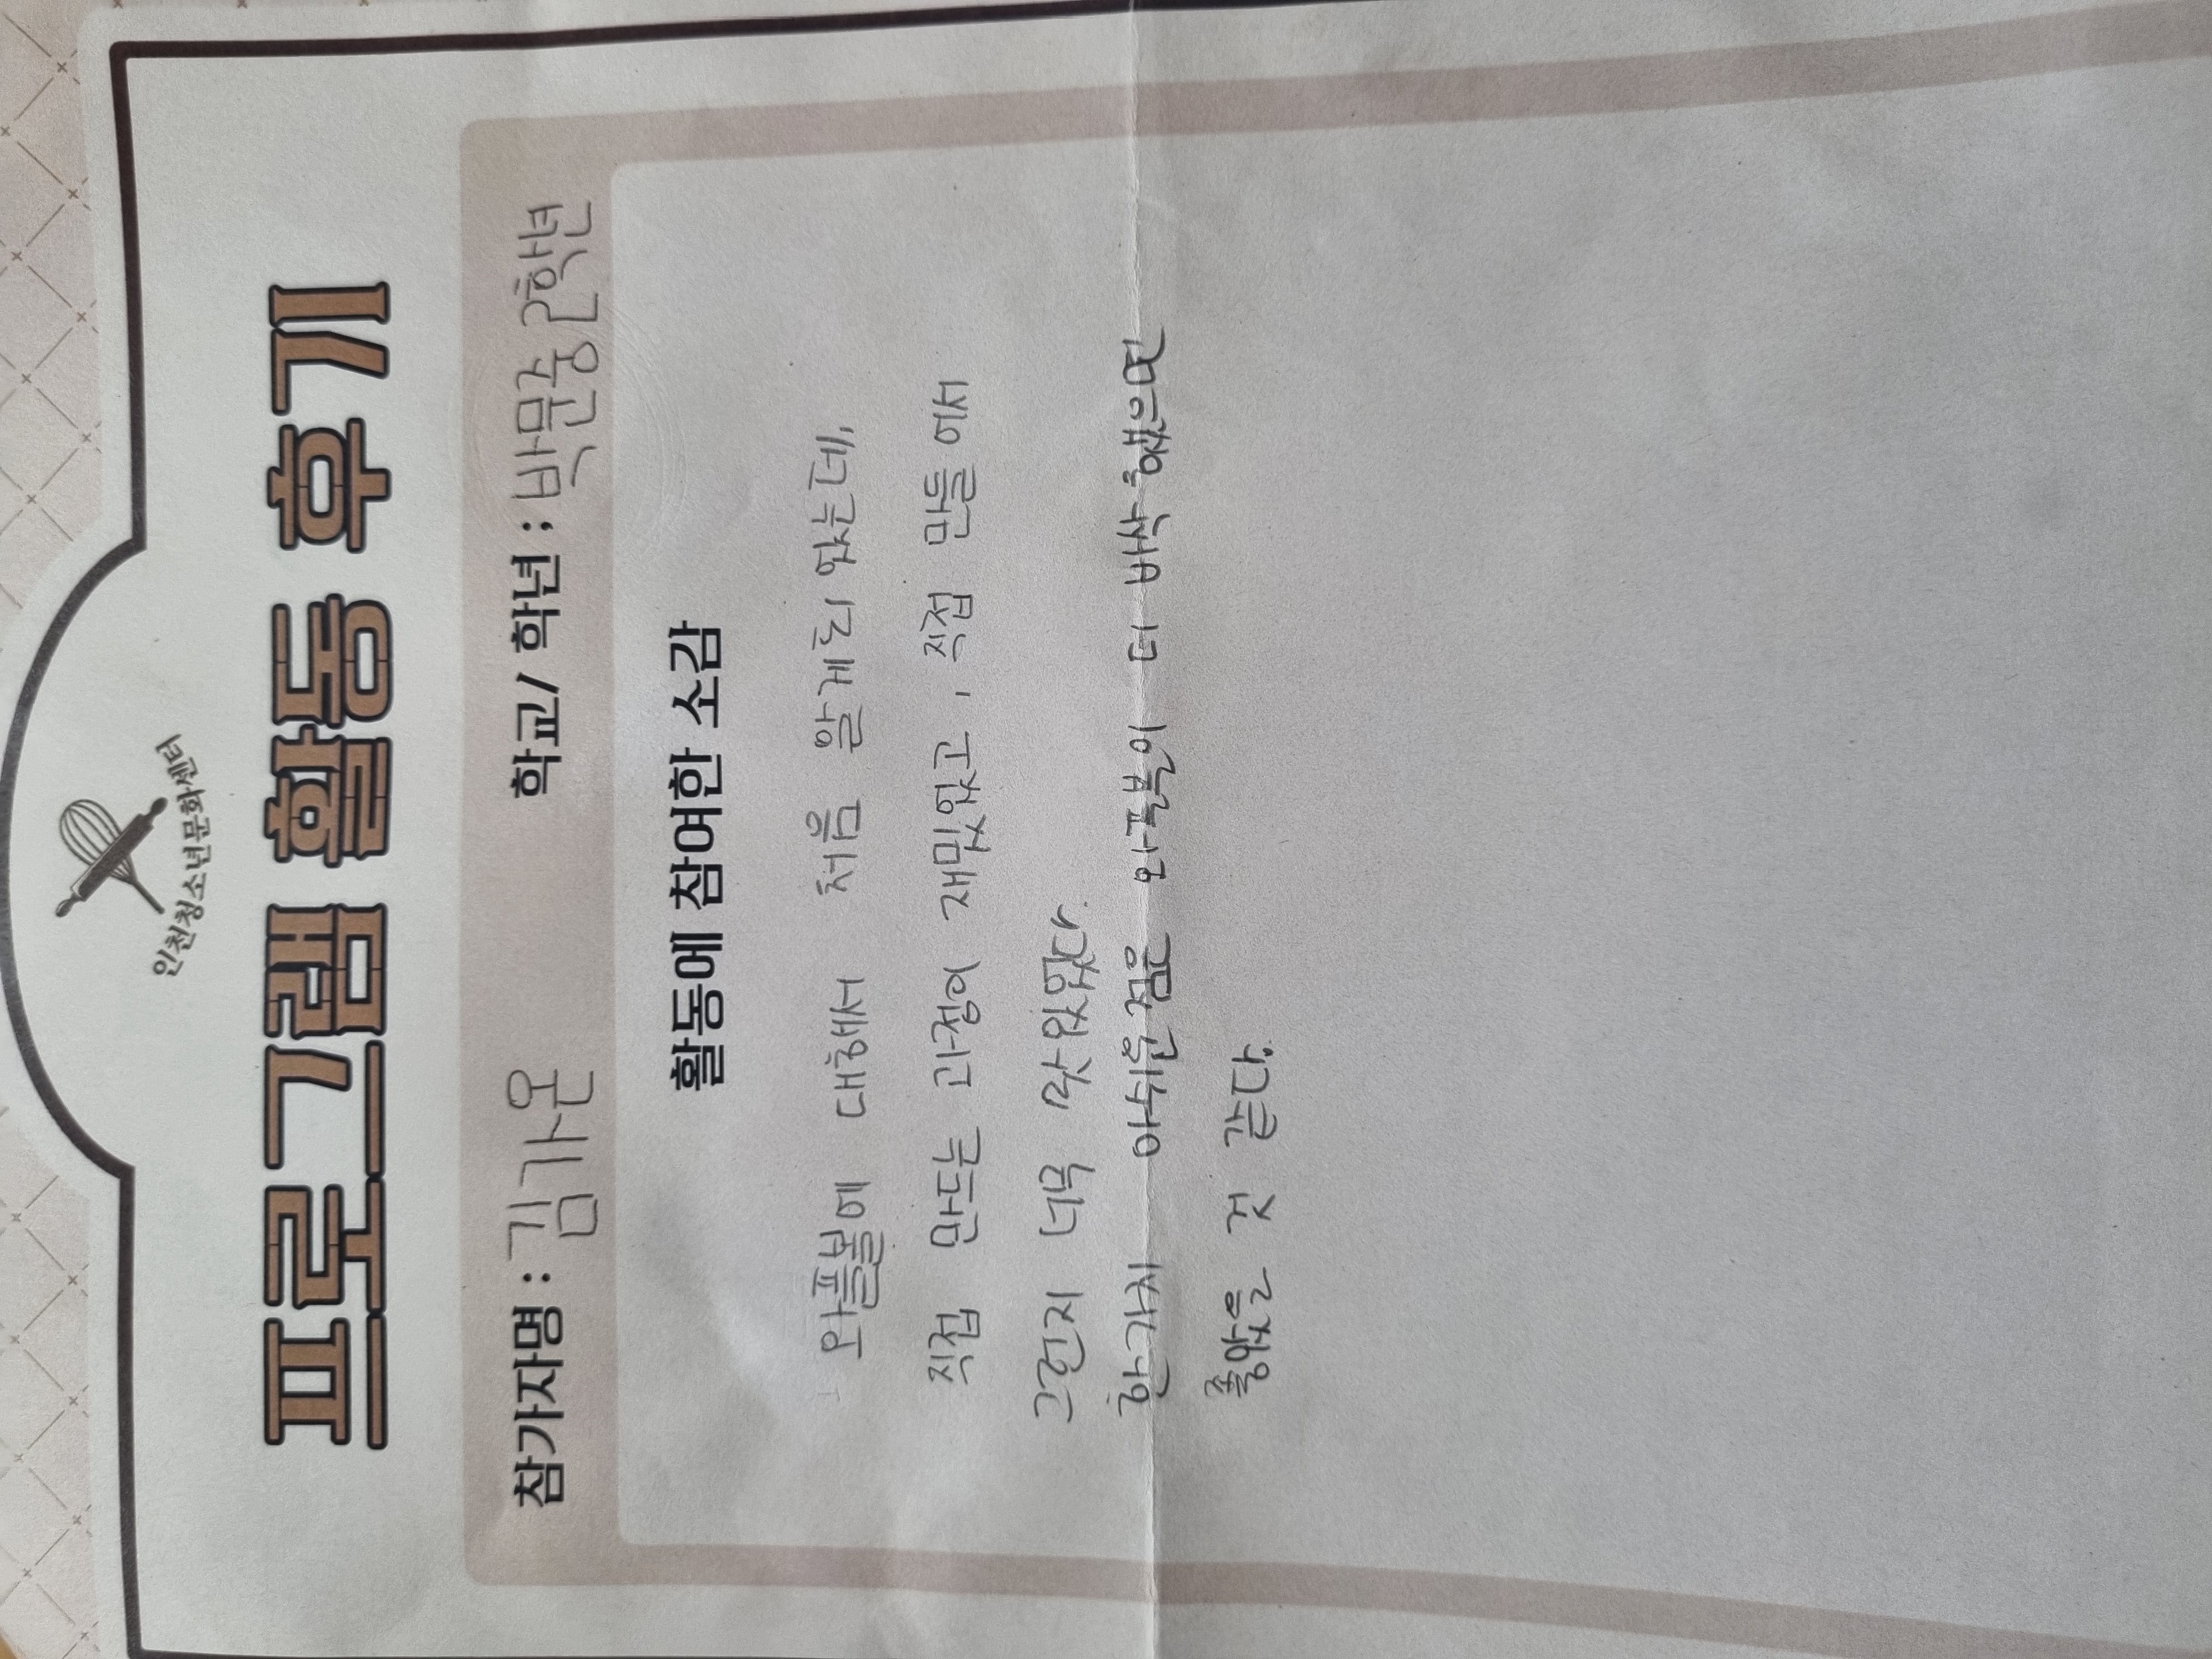 인천청소년문화센터
프로그램 활동 후기
참가자명 : 김가온 학교/ 학년 : 박문중 2학년
활동에 참여한 소감
와플볼에 대해서 처음 알게되 었는데,
직접 만드는 과정이 재밌었고, 직접 만들 어서
그런지 너무 맛있었다.
한가지 아쉬운 점은 와플볼이 더 바삭 했으면
좋았을 것 같다.